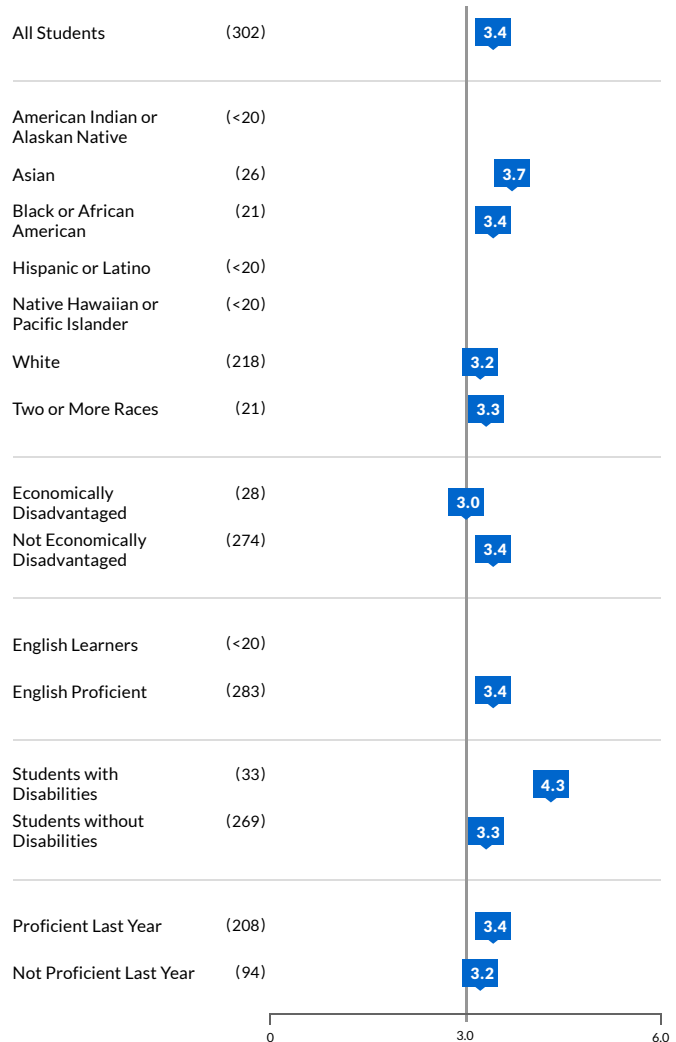 All Students (302) 3.4
American Indian or (<20)
Alaskan Native
Asian (26) 3.7
Black or African (21) 3.4
American
Hispanic or Latino (<20)
Native Hawaiian or (<20)
Pacific Islander
White (218) 3.2
Two or More Races (21) 3.3
Economically (28) 3.0
Disadvantaged
Not Economically (274) 3.4
Disadvantaged
English Learners (<20)
English Proficient (283) 3.4
Students with (33) 4.3
Disabilities
Students without (269) 3.3
Disabilities
Proficient Last Year (208) 3.4
Not Proficient Last Year (94) 3.2
0 3.0 6.0